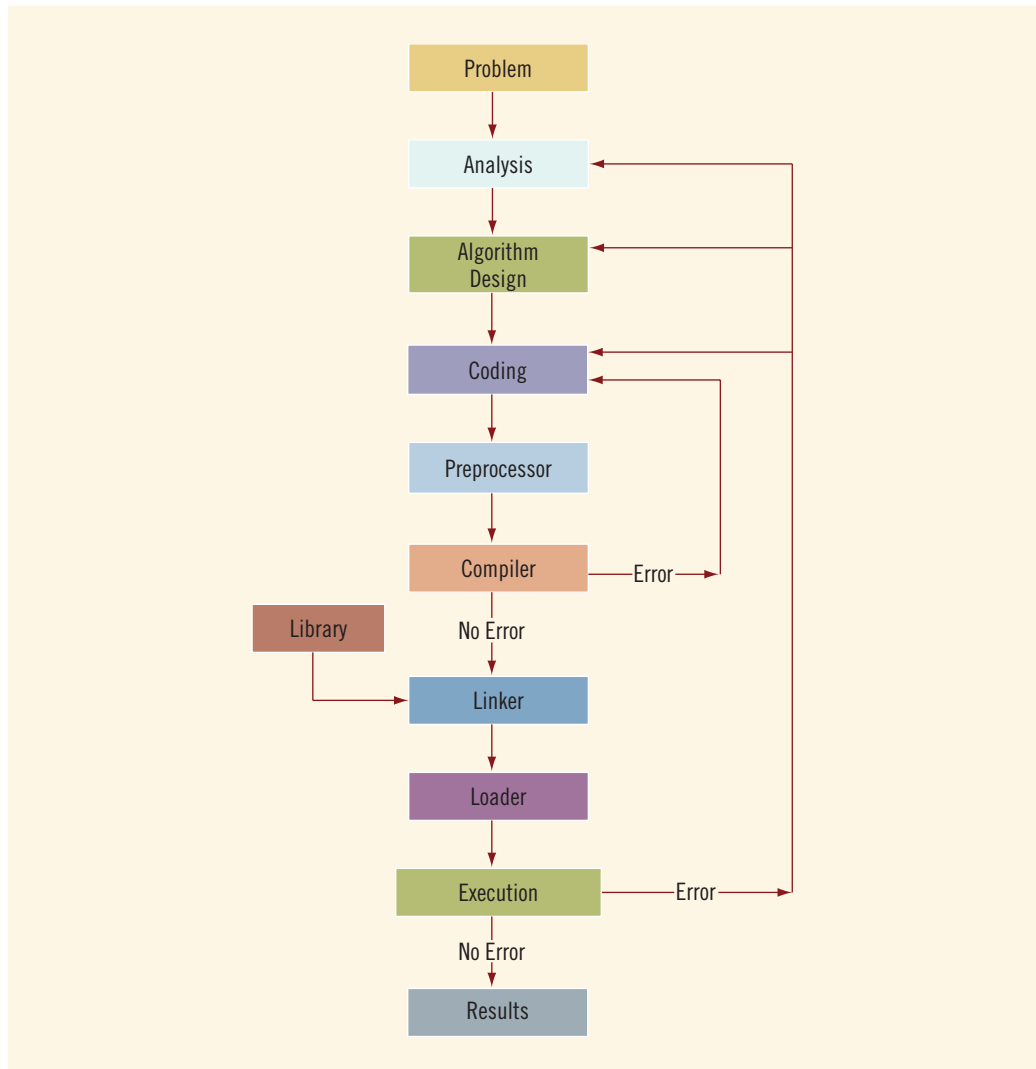 Problem
Analysis
Algorithm
Design
Coding
Preprocessor
Compiler
Error
No Error
Library
Linker
Loader
Execution
Error
No Error
Results